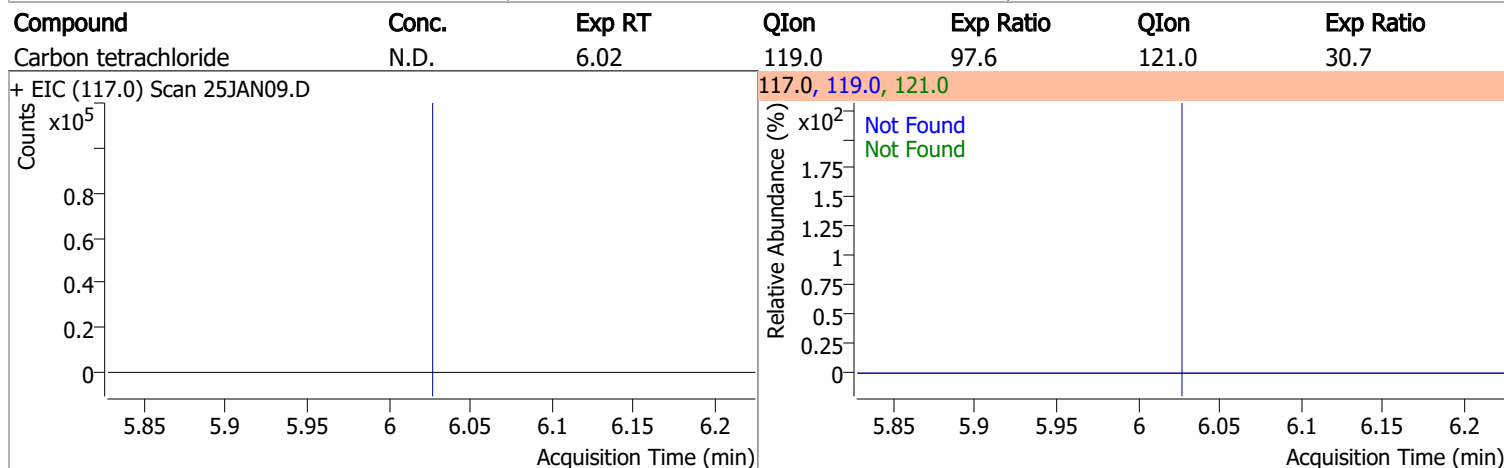 Compound Conc. Exp RT QIon Exp Ratio QIon Exp Ratio
Carbon tetrachloride N.D. 6.02 119.0 97.6 121.0 30.7
+ EIC (117.0) Scan 25JAN09.D
Counts
x10⁵
0.8
0.6
0.4
0.2
0
5.85 5.9 5.95 6 6.05 6.1 6.15 6.2
Acquisition Time (min)
117.0, 119.0, 121.0
Relative Abundance (%)
x10²
Not Found
Not Found
1.75
1.5
1.25
1
0.75
0.5
0.25
0
5.85 5.9 5.95 6 6.05 6.1 6.15 6.2
Acquisition Time (min)